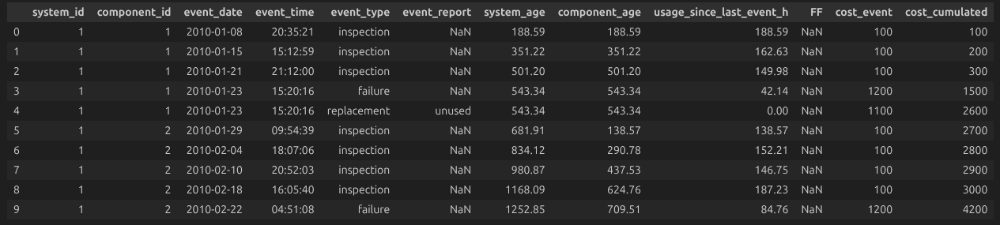 system_id component_id event_date event_time event_type event_report system_age component_age usage_since_last_event_h FF cost_event cost_cumulated
0 1 1 2010-01-08 20:35:21 inspection NaN 188.59 188.59 188.59 NaN 100 100
1 1 1 2010-01-15 15:12:59 inspection NaN 351.22 351.22 162.63 NaN 100 200
2 1 1 2010-01-21 21:12:00 inspection NaN 501.20 501.20 149.98 NaN 100 300
3 1 1 2010-01-23 15:20:16 failure NaN 543.34 543.34 42.14 NaN 1200 1500
4 1 1 2010-01-23 15:20:16 replacement unused 543.34 543.34 0.00 NaN 1100 2600
5 1 2 2010-01-29 09:54:39 inspection NaN 681.91 138.57 138.57 NaN 100 2700
6 1 2 2010-02-04 18:07:06 inspection NaN 834.12 290.78 152.21 NaN 100 2800
7 1 2 2010-02-10 20:52:03 inspection NaN 980.87 437.53 146.75 NaN 100 2900
8 1 2 2010-02-18 16:05:40 inspection NaN 1168.09 624.76 187.23 NaN 100 3000
9 1 2 2010-02-22 04:51:08 failure NaN 1252.85 709.51 84.76 NaN 1200 4200